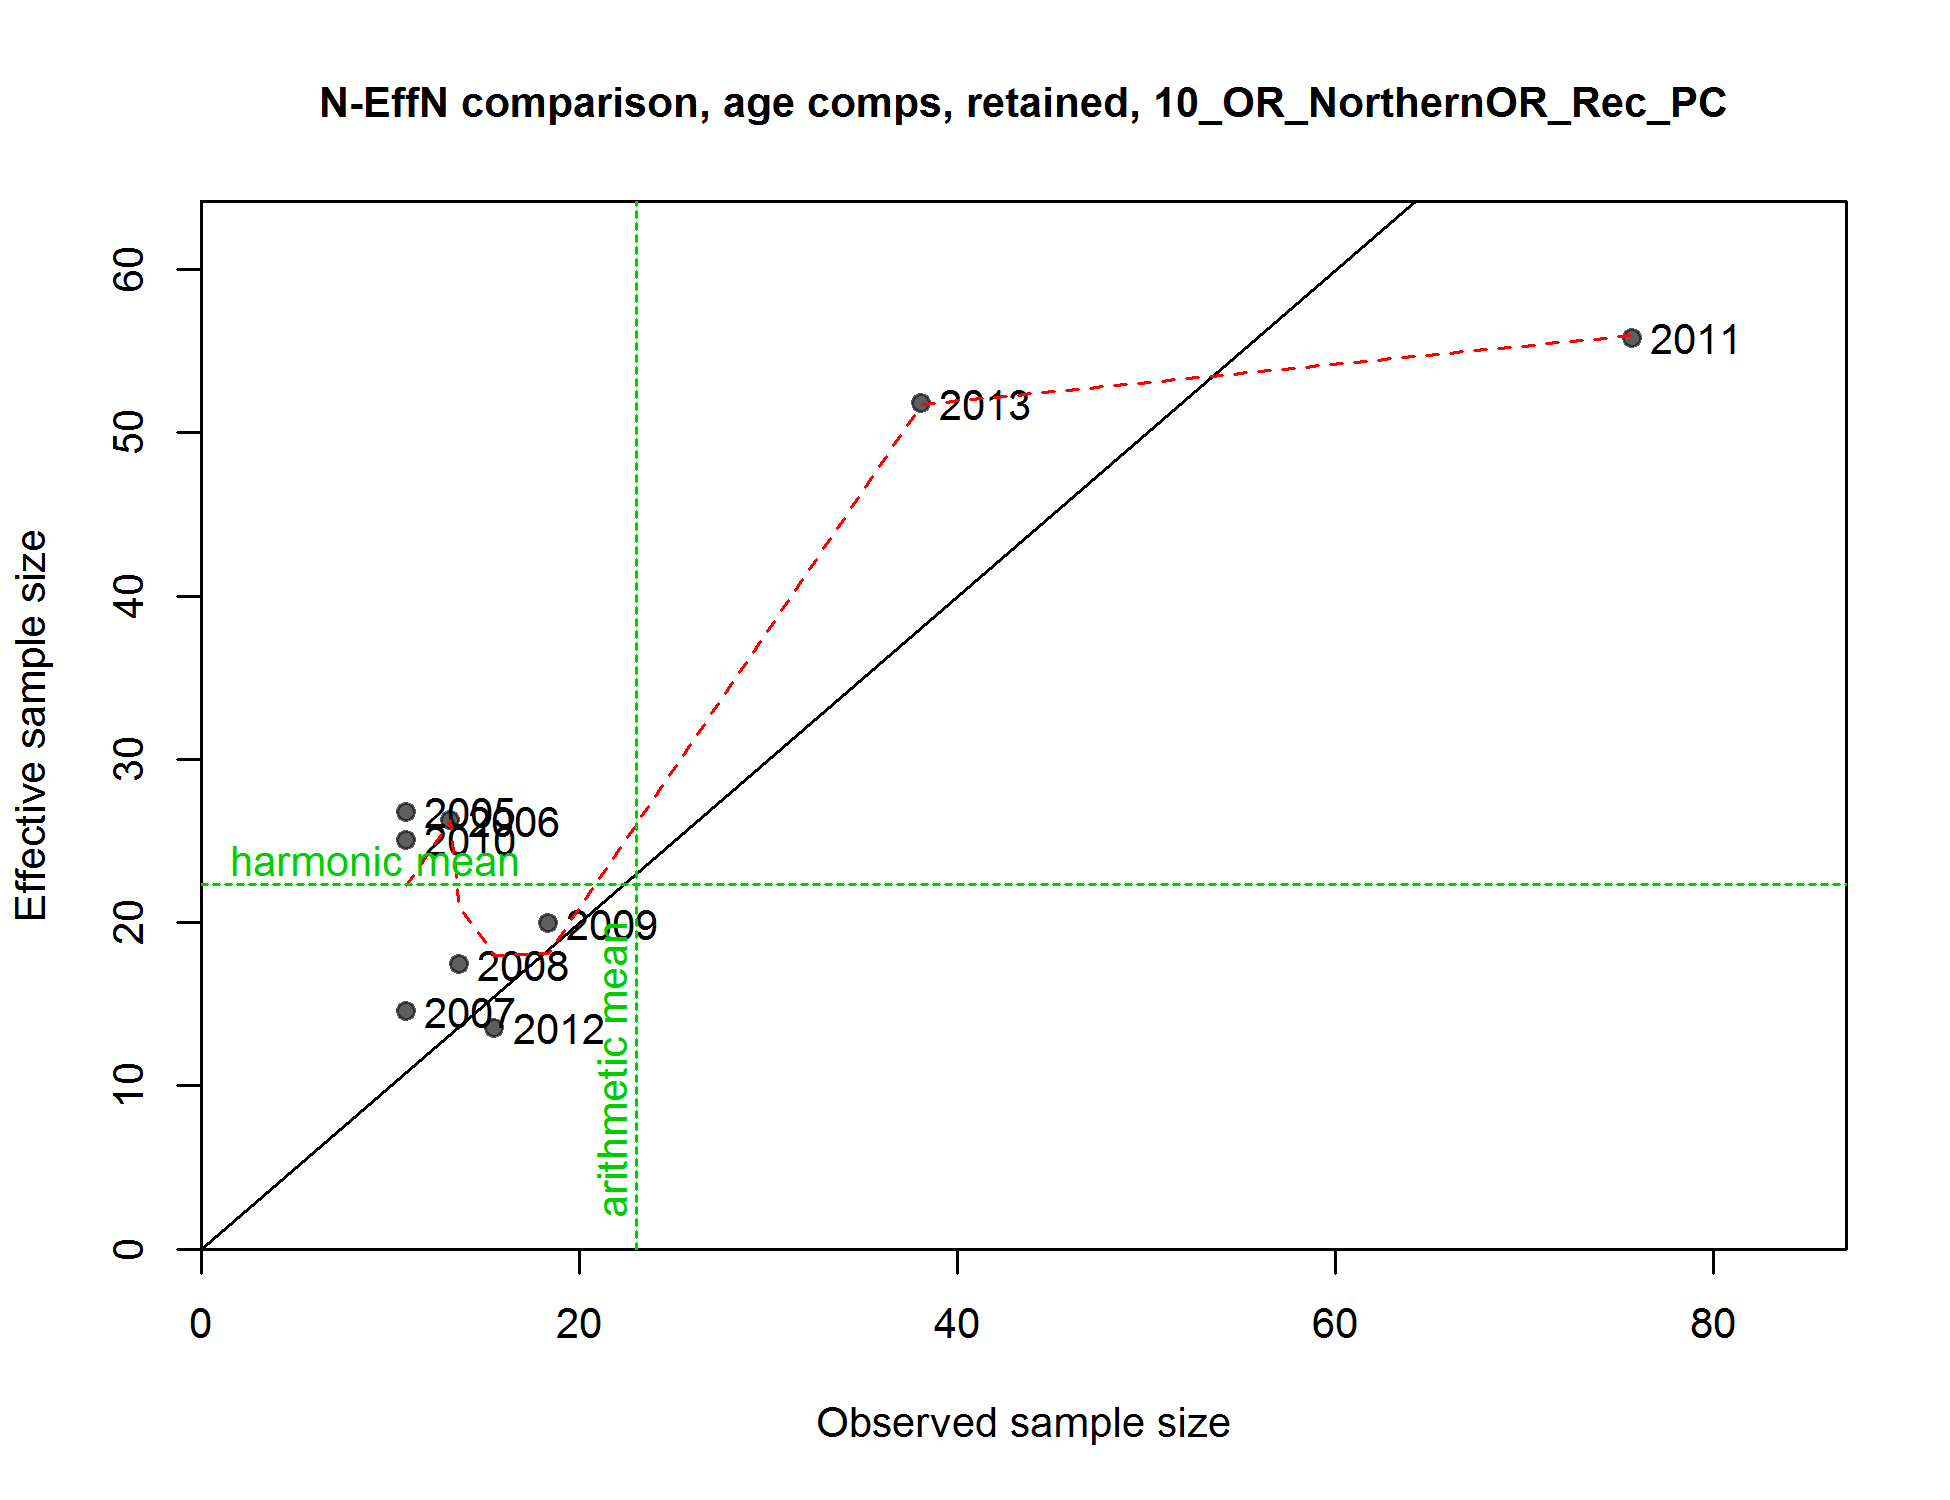 N-EffN comparison, age comps, retained, 10_OR_NorthernOR_Rec_PC
Effective sample size
60
50
40
30
20
10
0
2011
2013
2005
2006
2010
harmonic mean
2009
2008
2007
2012
arithmetic mean
0 20 40 60 80
Observed sample size